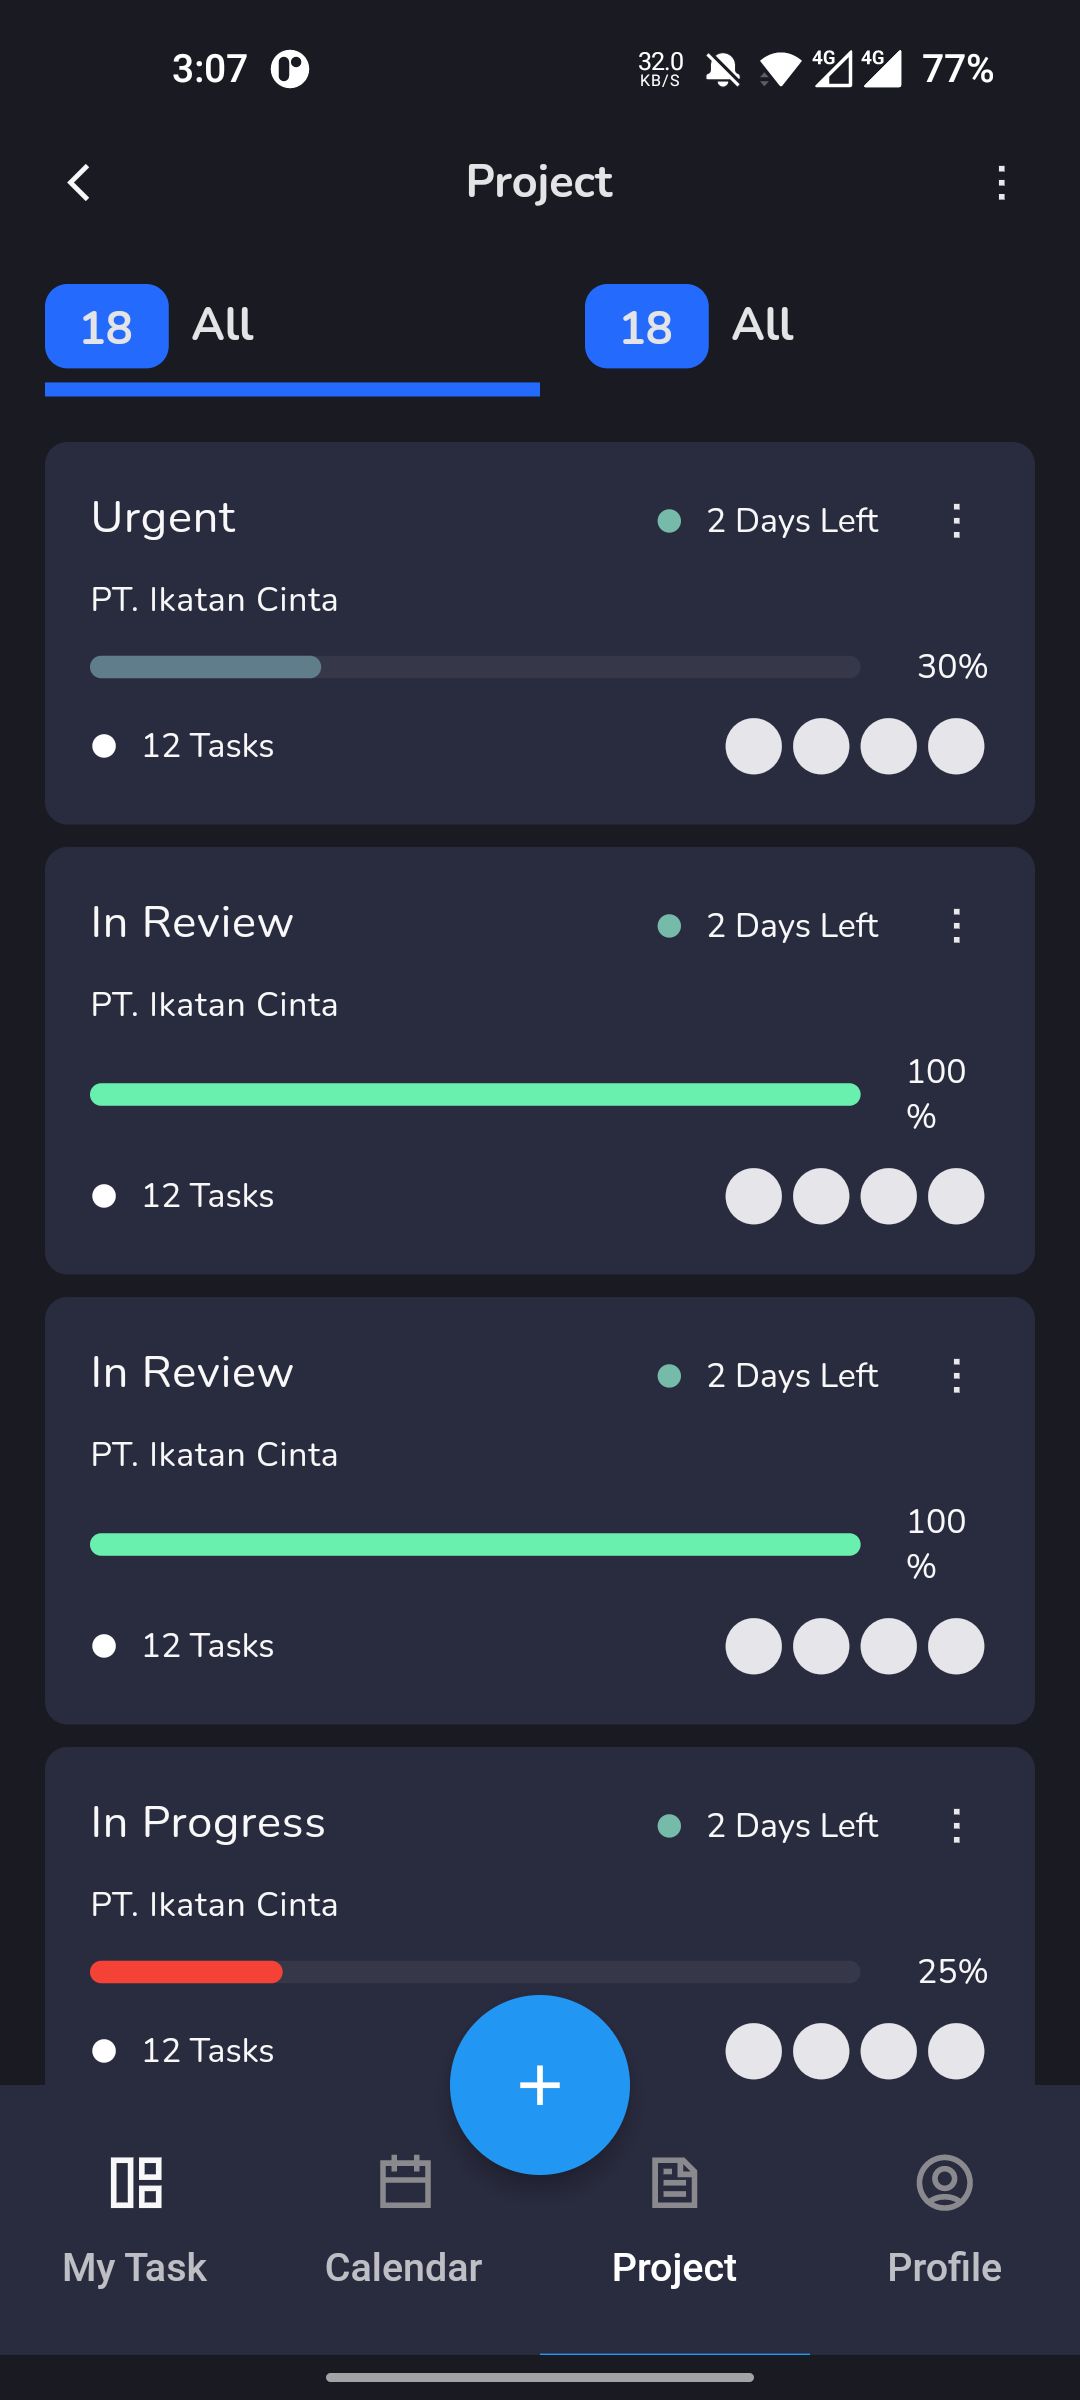 3:07 32.0 KB/S 4G 4G 77%
Project
18 All 18 All
Urgent 2 Days Left
PT. Ikatan Cinta
30%
12 Tasks
In Review 2 Days Left
PT. Ikatan Cinta
100
%
12 Tasks
In Review 2 Days Left
PT. Ikatan Cinta
100
%
12 Tasks
In Progress 2 Days Left
PT. Ikatan Cinta
25%
12 Tasks
+
My Task Calendar Project Profile